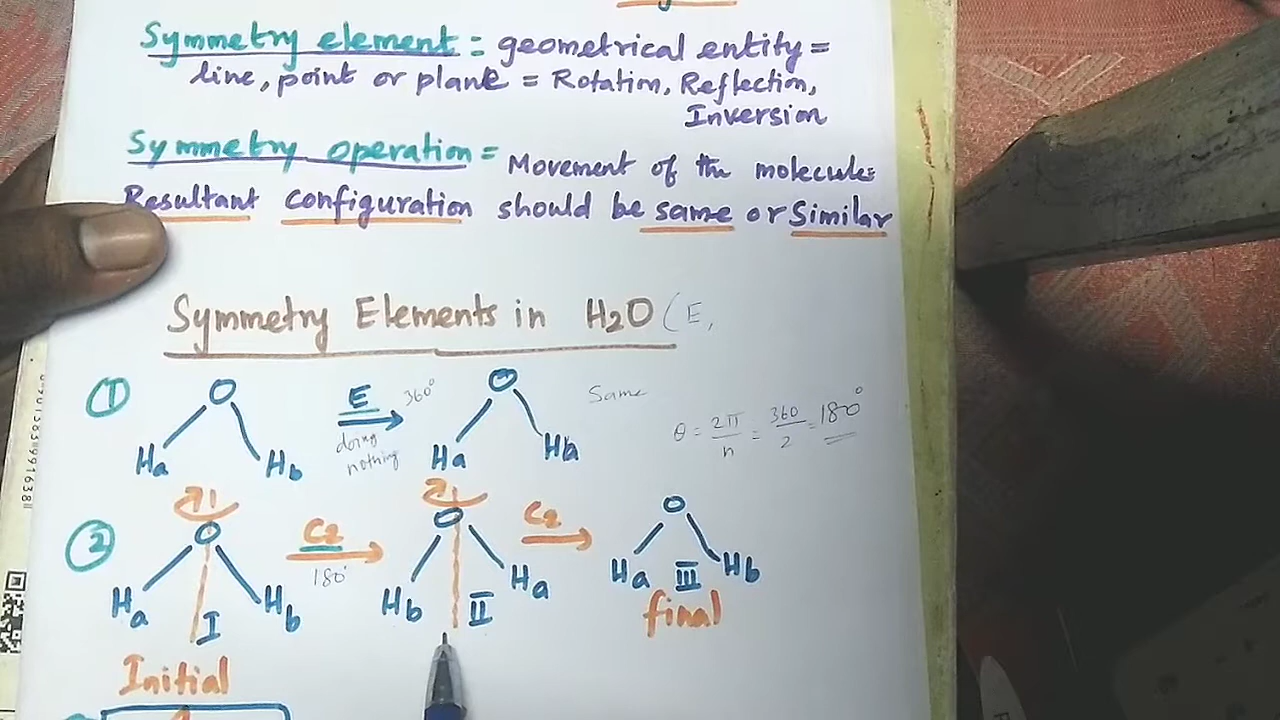 Symmetry element = geometrical entity =
line, point or plane = Rotation, Reflection,
Inversion
Symmetry operation = Movement of the molecule =
Resultant configuration should be same or Similar
Symmetry Elements in H2O (E,
① O E 360° O Same
doing nothing
Ha Hb Ha Hb
θ = 2π/n = 360/2 = 180°
② O C2 O C2 O
180°
Ha Hb Hb Ha Ha Hb
I II III
Initial final